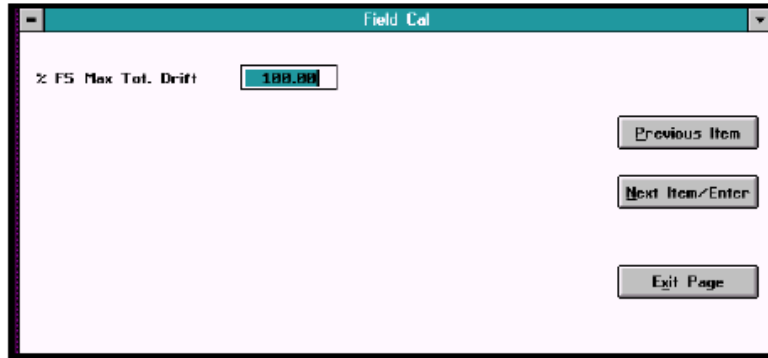 Field Cal
% FS Max Tot. Drift 100.00
Previous Item
Next Item/Enter
Exit Page